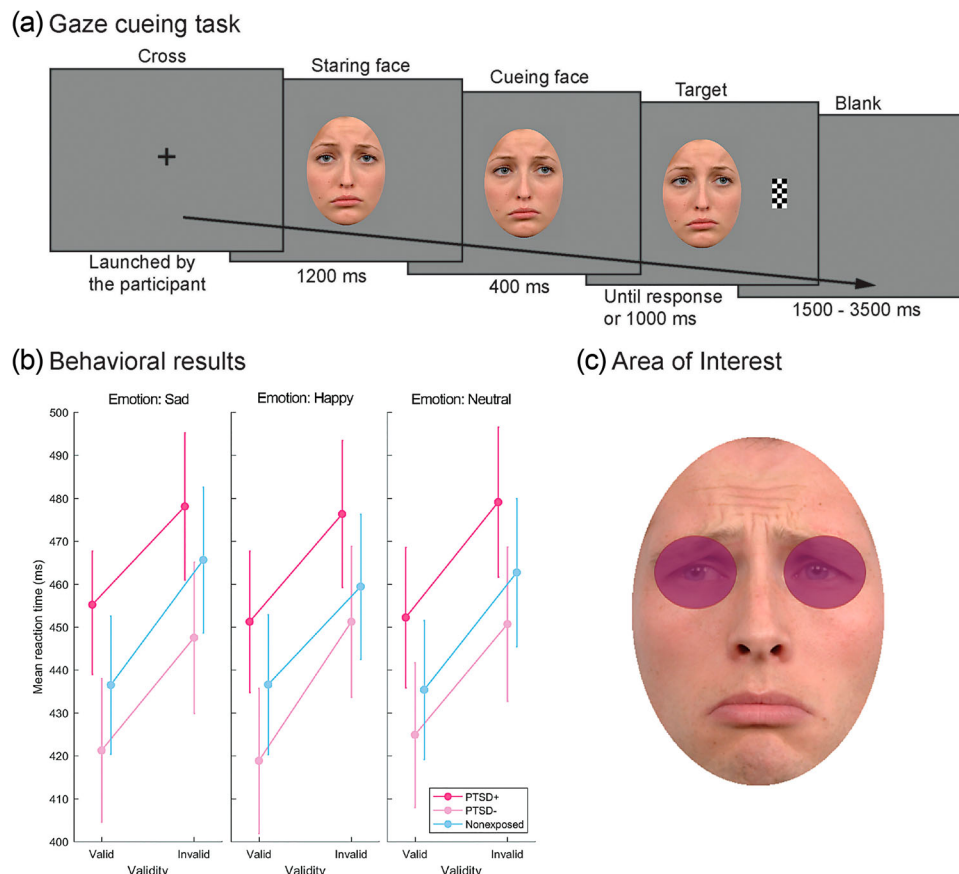 (a) Gaze cueing task
Cross
Staring face
Cueing face
Target
Blank
+
Launched by
the participant
1200 ms
400 ms
Until response
or 1000 ms
1500 - 3500 ms
(b) Behavioral results
(c) Area of Interest
Emotion: Sad
Emotion: Happy
Emotion: Neutral
Mean reaction time (ms)
500
490
480
470
460
450
440
430
420
410
400
PTSD+
PTSD-
Nonexposed
Valid Invalid
Valid Invalid
Valid Invalid
Validity
Validity
Validity